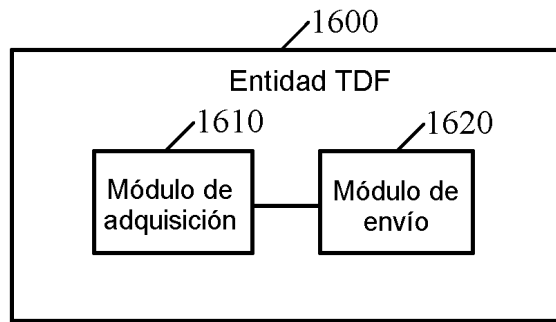 1600
Entidad TDF
1610
1620
Módulo de
adquisición
Módulo de
envío